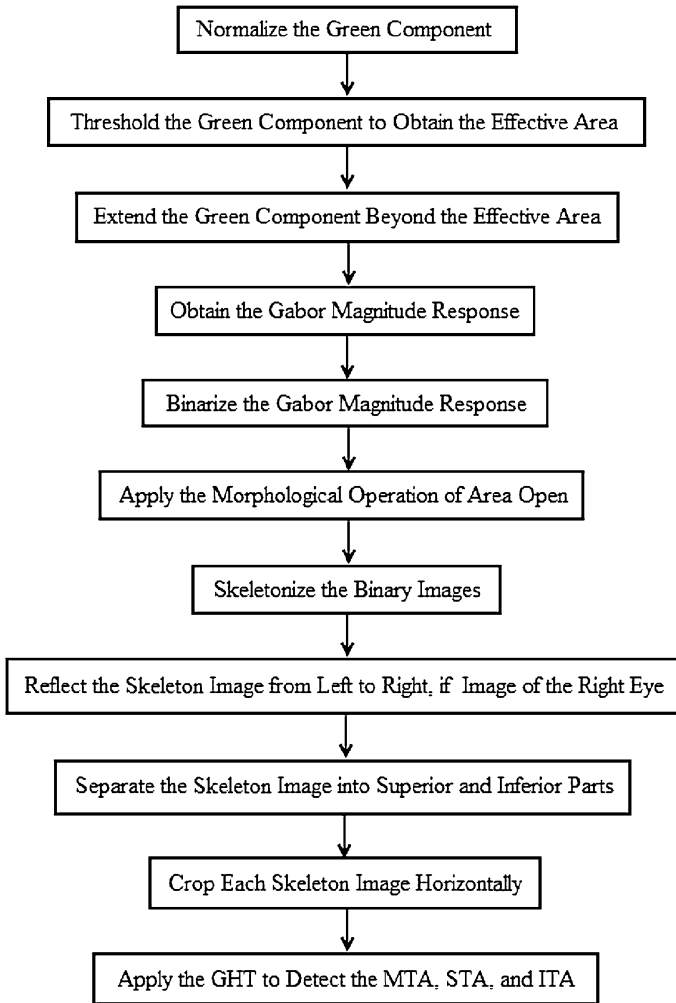 Normalize the Green Component
Threshold the Green Component to Obtain the Effective Area
Extend the Green Component Beyond the Effective Area
Obtain the Gabor Magnitude Response
Binarize the Gabor Magnitude Response
Apply the Morphological Operation of Area Open
Skeletonize the Binary Images
Reflect the Skeleton Image from Left to Right, if Image of the Right Eye
Separate the Skeleton Image into Superior and Inferior Parts
Crop Each Skeleton Image Horizontally
Apply the GHT to Detect the MTA, STA, and ITA